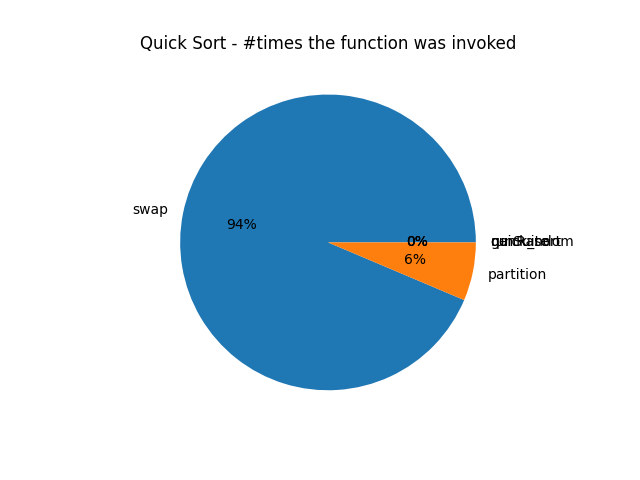 Quick Sort - #times the function was invoked
swap
94%
0%
6%
partition